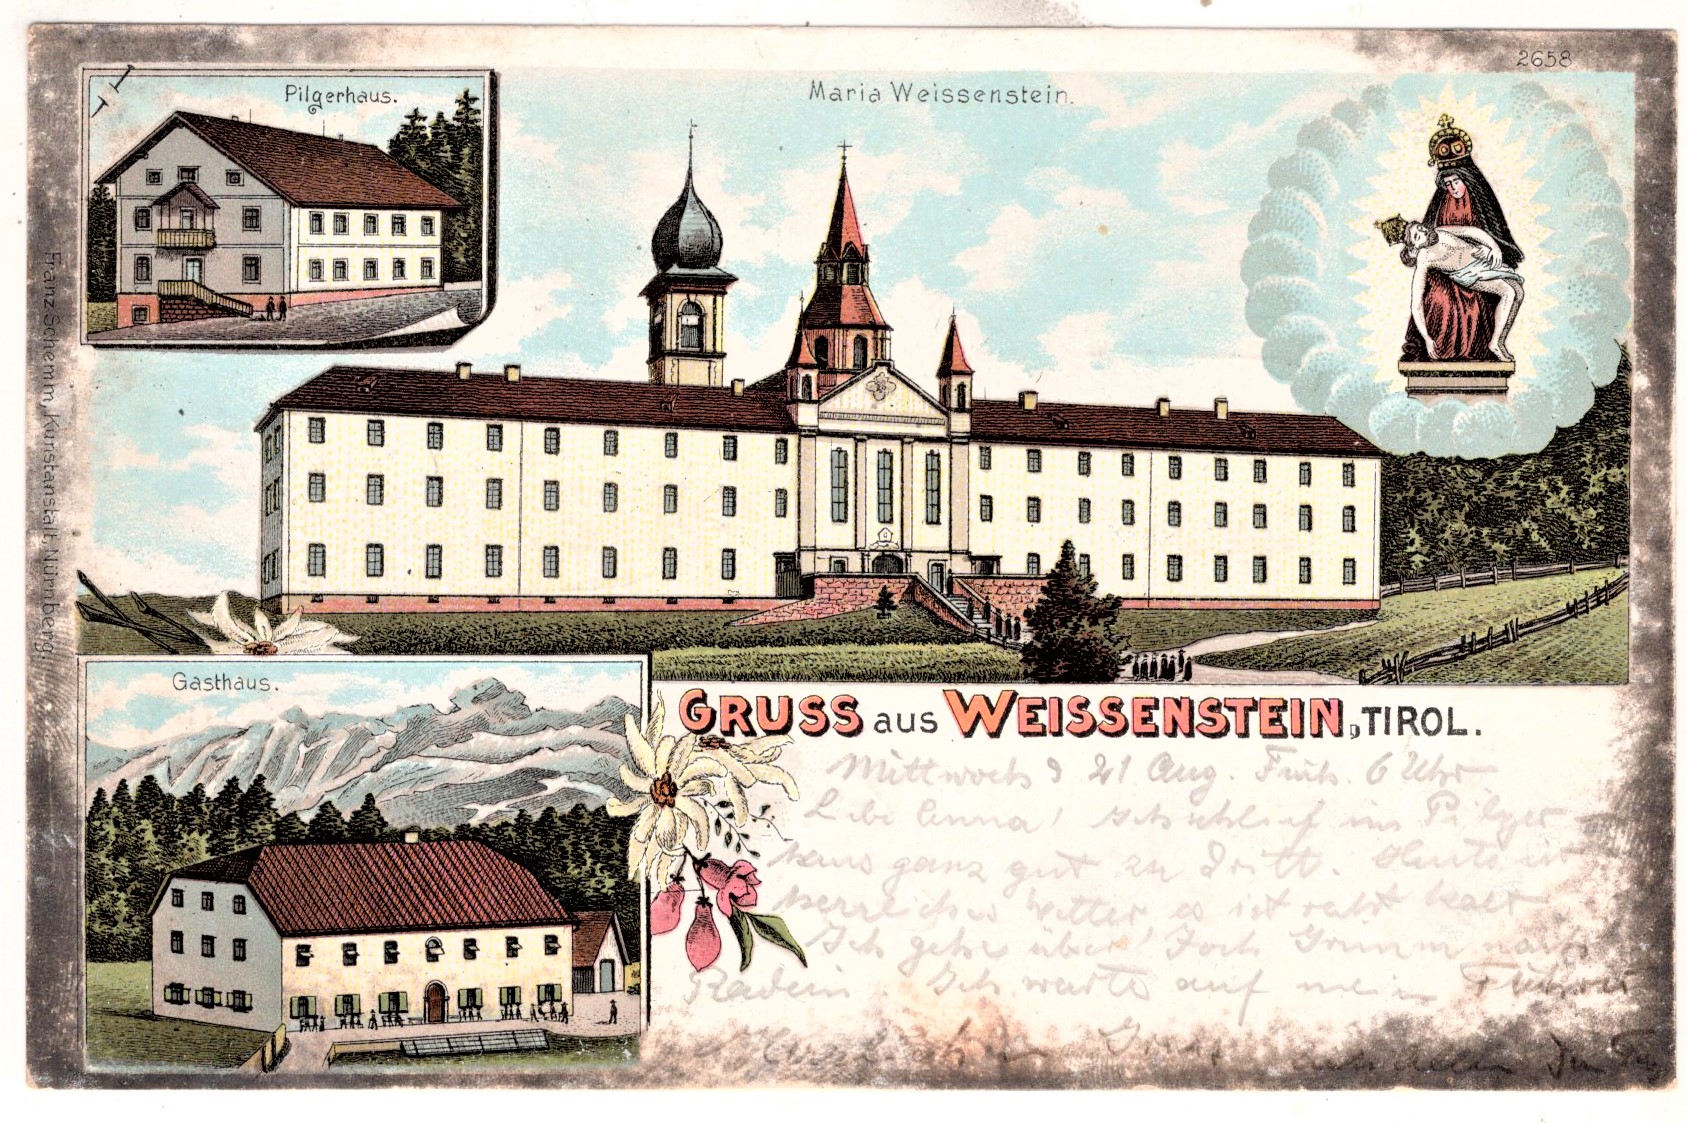 2658
Pilgerhaus.
Maria Weissenstein.
Franz Schemm, Kunstanstalt, Nürnberg.
Gasthaus.
GRUSS aus WEISSENSTEIN, TIROL.
Mittwoch 21 Aug. Früh. 6 Uhr
Liebe Anna! Ich schlief im Pilger
haus ganz gut zu Dritt. Heute ist
herrliches Wetter es ist recht kalt
Ich gehe über Joch Grimm nach
Radein. Ich warte auf mein Führer